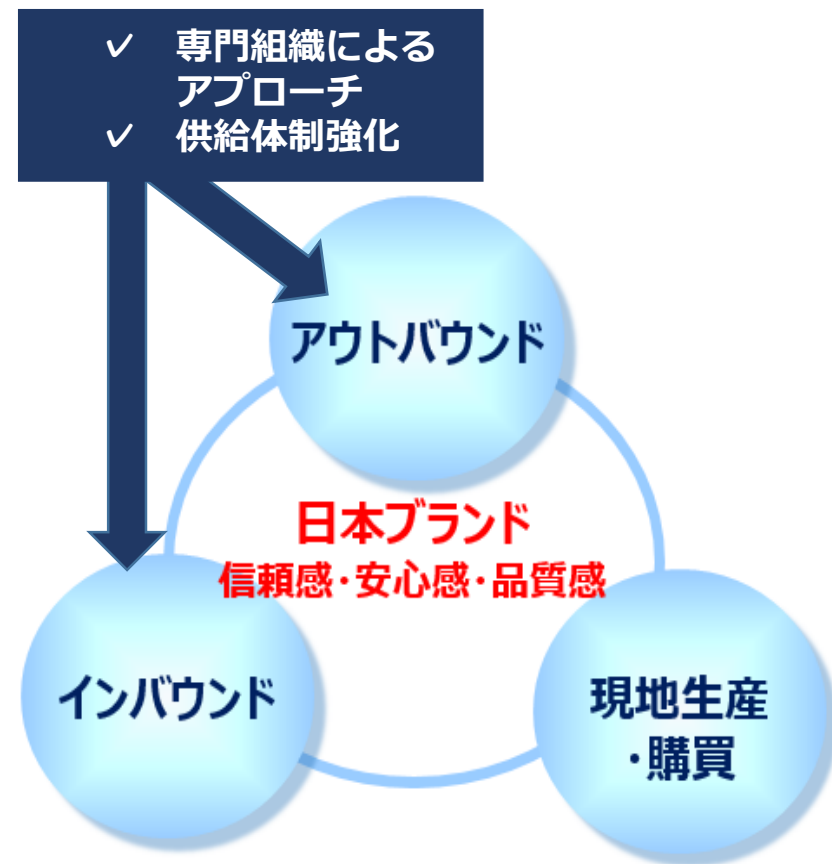 ✓ 専門組織による
アプローチ
✓ 供給体制強化
アウトバウンド
日本ブランド
信頼感・安心感・品質感
インバウンド
現地生産
・購買